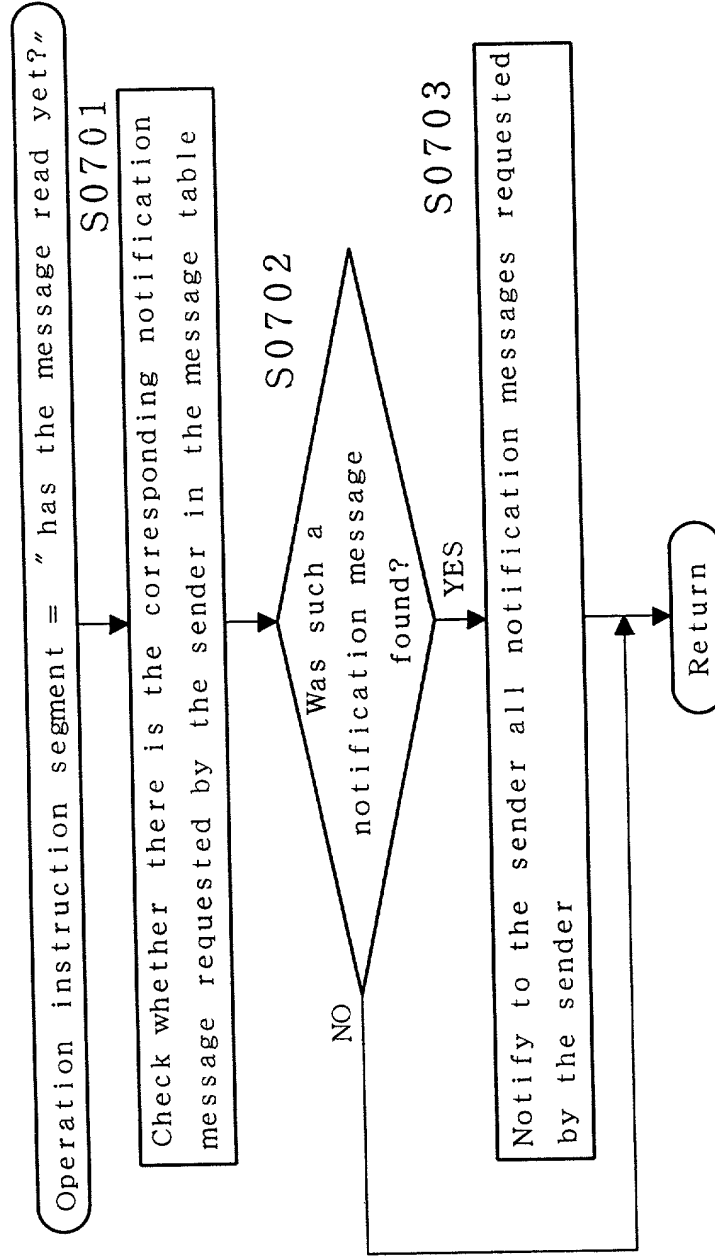 Operation instruction segment = "has the message read yet?"
S0701
Check whether there is the corresponding notification
message requested by the sender in the message table
S0702
Was such a
notification message
found?
NO
YES
S0703
Notify to the sender all notification messages requested
by the sender
Return